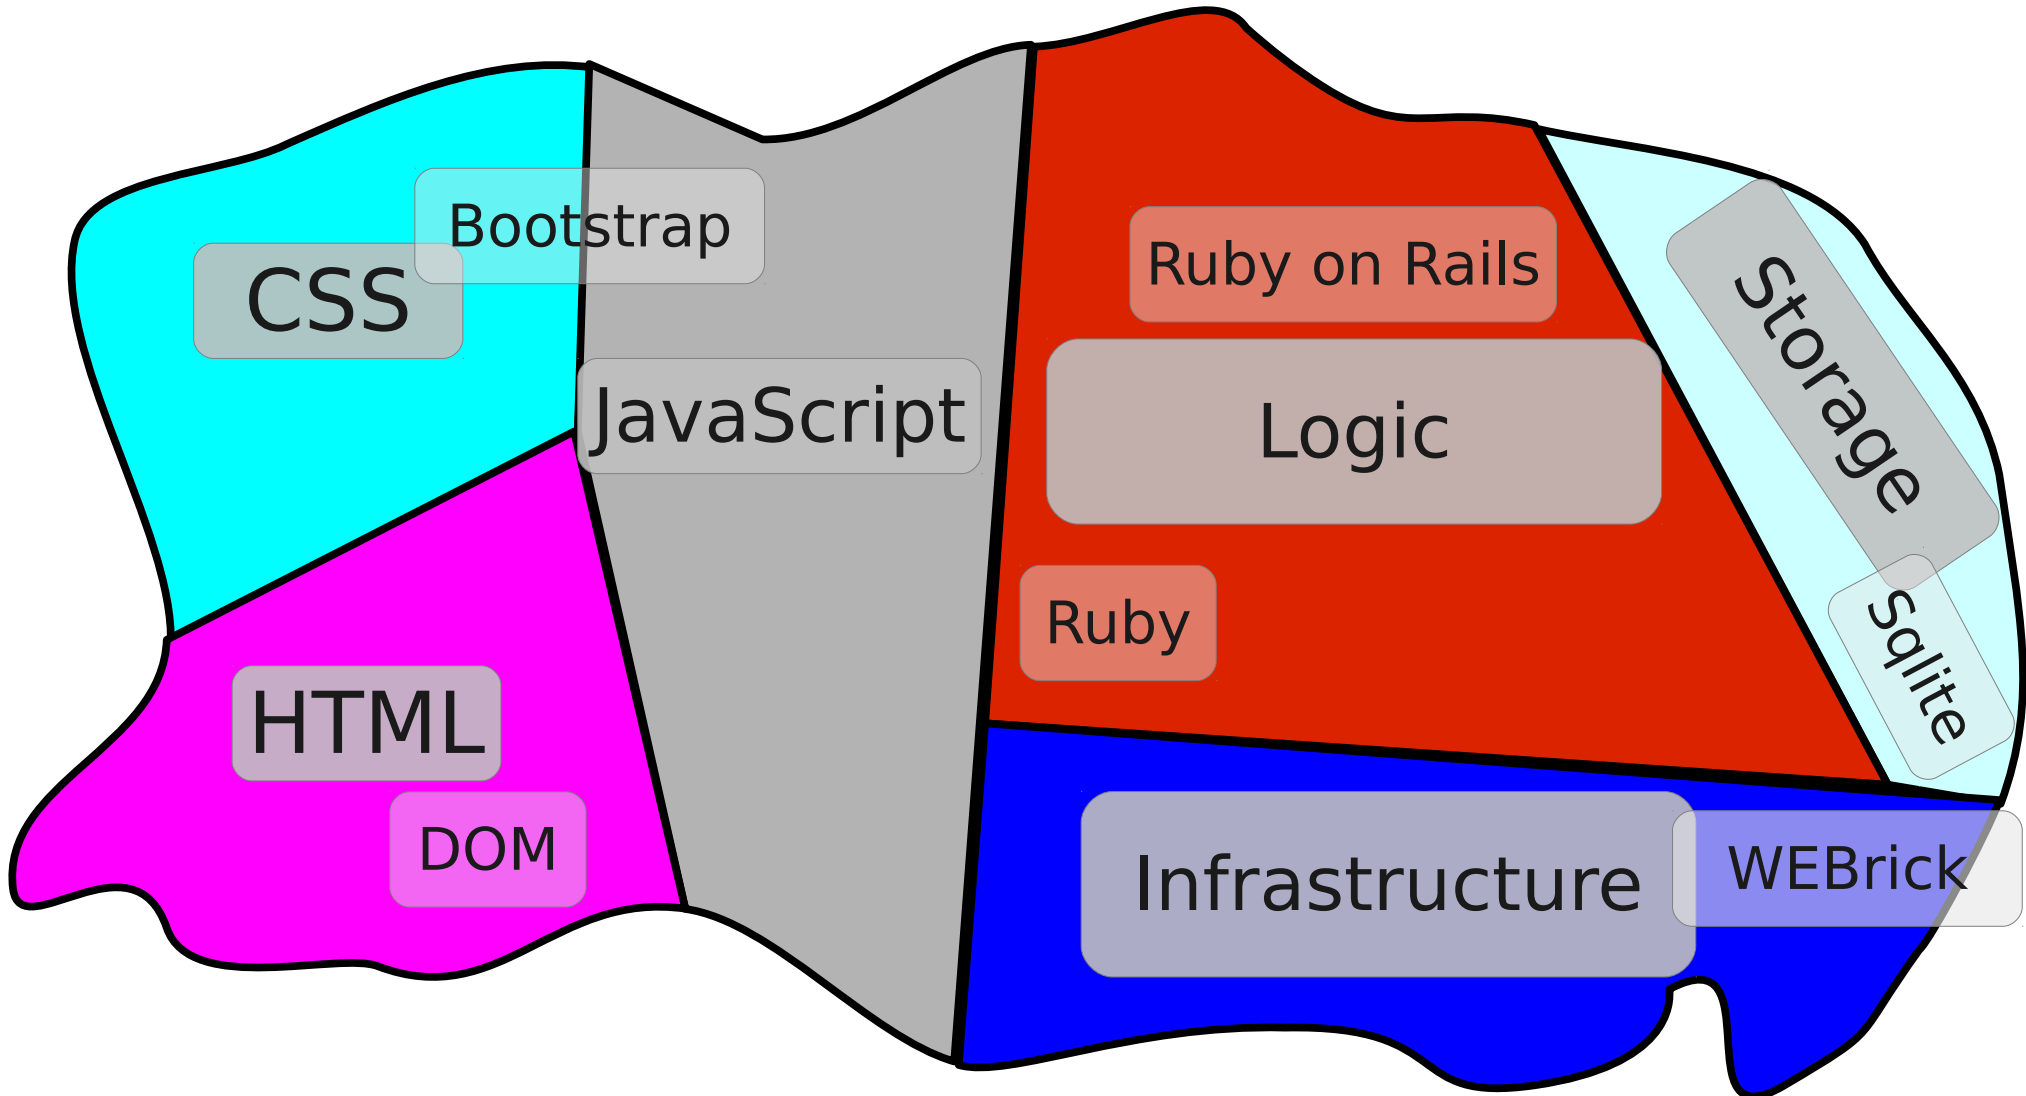 Bootstrap
CSS
JavaScript
HTML
DOM
Ruby on Rails
Logic
Ruby
Storage
Sqlite
Infrastructure
WEBrick